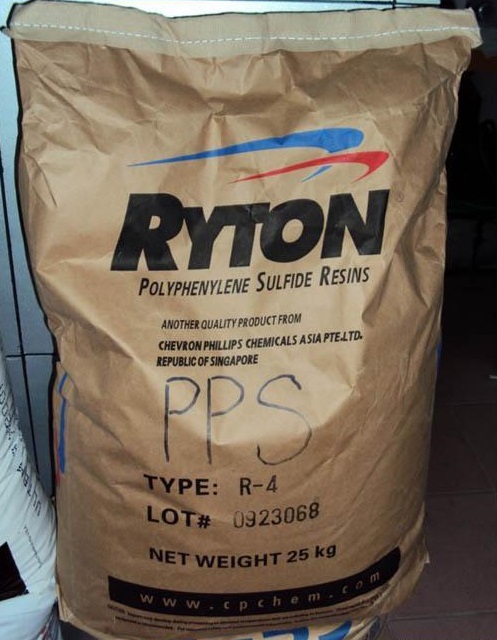 RYTON
POLYPHENYLENE SULFIDE RESINS
ANOTHER QUALITY PRODUCT FROM
CHEVRON PHILLIPS CHEMICALS ASIA PTE.LTD.
REPUBLIC OF SINGAPORE
PPS
TYPE: R-4
LOT# 0923068
NET WEIGHT 25 kg
www.cpchem.com